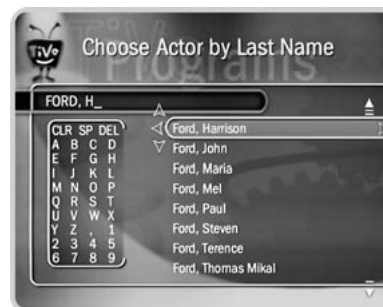 TiVo
Choose Actor by Last Name
Programs
FORD, H_
CLR SP DEL
A B C D
E F G H
I J K L
M N O P
Q R S T
U V W X
Y Z , 1
2 3 4 5
6 7 8 9
Ford, Harrison
Ford, John
Ford, Maria
Ford, Mel
Ford, Paul
Ford, Steven
Ford, Terence
Ford, Thomas Mikal